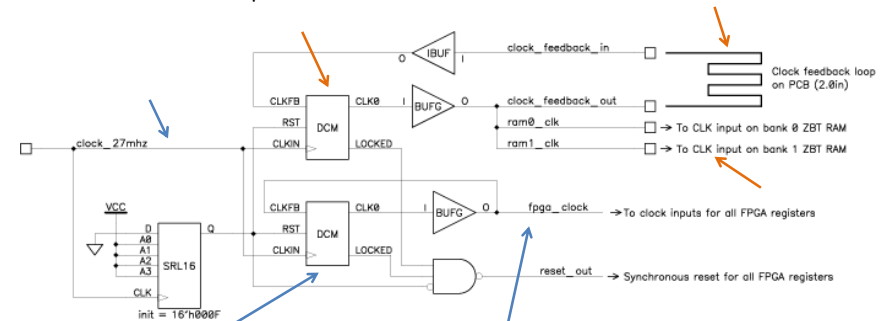 IBUF
O
I
clock_feedback_in
Clock feedback loop
on PCB (2.0in)
CLKFB
CLK0
I
BUFG
O
clock_feedback_out
RST
DCM
ram0_clk
To CLK input on bank 0 ZBT RAM
clock_27mhz
CLKIN
LOCKED
ram1_clk
To CLK input on bank 1 ZBT RAM
VCC
CLKFB
CLK0
I
BUFG
O
fpga_clock
To clock inputs for all FPGA registers
D
Q
RST
DCM
A0
A1
CLKIN
LOCKED
A2
SRL16
A3
reset_out
Synchronous reset for all FPGA registers
CLK
init = 16'h000F